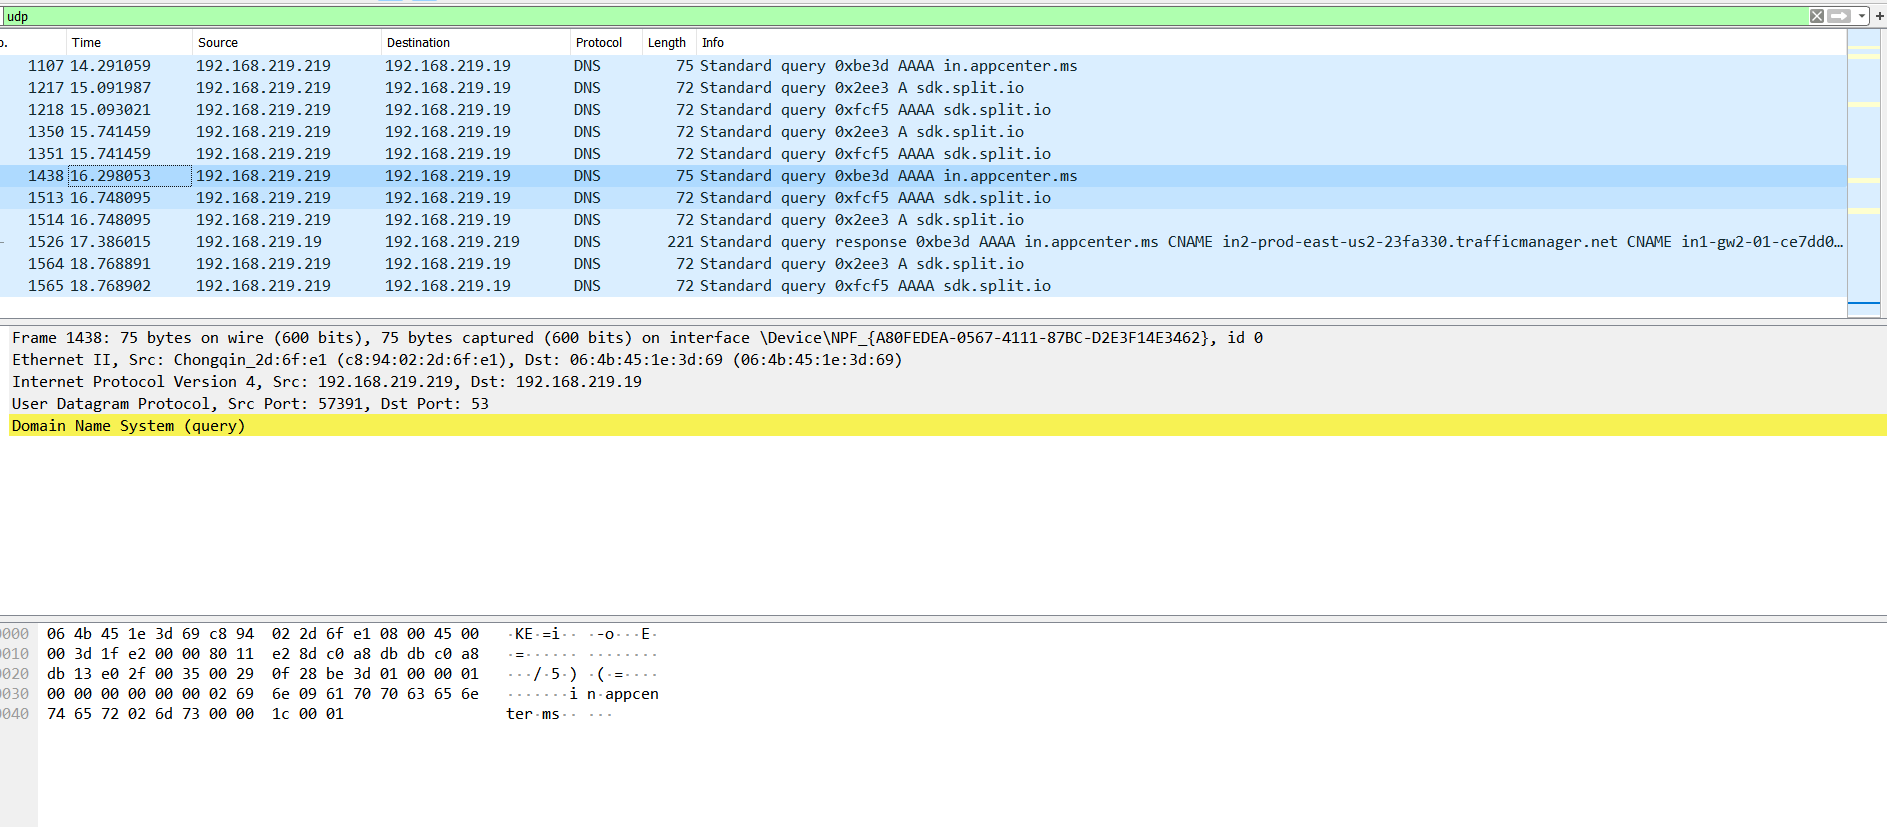 udp
o. Time Source Destination Protocol Length Info
1107 14.291059 192.168.219.219 192.168.219.19 DNS 75 Standard query 0xbe3d AAAA in.appcenter.ms
1217 15.091987 192.168.219.219 192.168.219.19 DNS 72 Standard query 0x2ee3 A sdk.split.io
1218 15.093021 192.168.219.219 192.168.219.19 DNS 72 Standard query 0xfcf5 AAAA sdk.split.io
1350 15.741459 192.168.219.219 192.168.219.19 DNS 72 Standard query 0x2ee3 A sdk.split.io
1351 15.741459 192.168.219.219 192.168.219.19 DNS 72 Standard query 0xfcf5 AAAA sdk.split.io
1438 16.298053 192.168.219.219 192.168.219.19 DNS 75 Standard query 0xbe3d AAAA in.appcenter.ms
1513 16.748095 192.168.219.219 192.168.219.19 DNS 72 Standard query 0xfcf5 AAAA sdk.split.io
1514 16.748095 192.168.219.219 192.168.219.19 DNS 72 Standard query 0x2ee3 A sdk.split.io
1526 17.386015 192.168.219.19 192.168.219.219 DNS 221 Standard query response 0xbe3d AAAA in.appcenter.ms CNAME in2-prod-east-us2-23fa330.trafficmanager.net CNAME in1-gw2-01-ce7dd0…
1564 18.768891 192.168.219.219 192.168.219.19 DNS 72 Standard query 0x2ee3 A sdk.split.io
1565 18.768902 192.168.219.219 192.168.219.19 DNS 72 Standard query 0xfcf5 AAAA sdk.split.io
Frame 1438: 75 bytes on wire (600 bits), 75 bytes captured (600 bits) on interface \Device\NPF_{A80FEDEA-0567-4111-87BC-D2E3F14E3462}, id 0
Ethernet II, Src: Chongqin_2d:6f:e1 (c8:94:02:2d:6f:e1), Dst: 06:4b:45:1e:3d:69 (06:4b:45:1e:3d:69)
Internet Protocol Version 4, Src: 192.168.219.219, Dst: 192.168.219.19
User Datagram Protocol, Src Port: 57391, Dst Port: 53
Domain Name System (query)
0000 06 4b 45 1e 3d 69 c8 94 02 2d 6f e1 08 00 45 00 ·KE·=i·· ·-o···E·
0010 00 3d 1f e2 00 00 80 11 e2 8d c0 a8 db db c0 a8 ·=······ ········
0020 db 13 e0 2f 00 35 00 29 0f 28 be 3d 01 00 00 01 ···/·5·) ·(·=····
0030 00 00 00 00 00 00 02 69 6e 09 61 70 70 63 65 6e ·······i n·appcen
0040 74 65 72 02 6d 73 00 00 1c 00 01 ter·ms·· ···